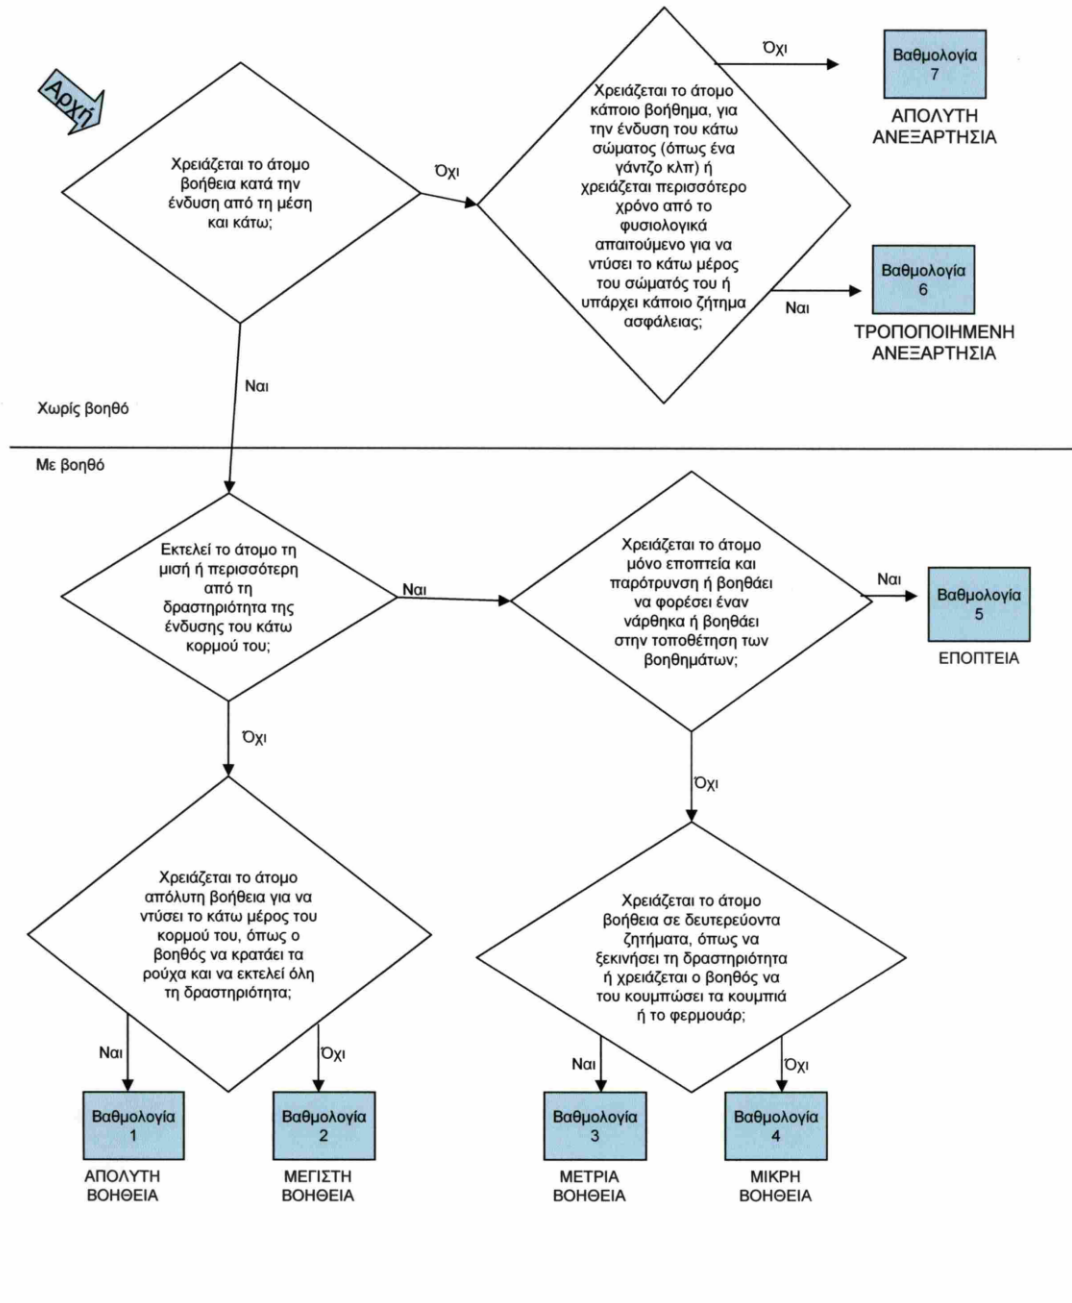 Αρχή
Χρειάζεται το άτομο
βοήθεια κατά την
ένδυση από τη μέση
και κάτω;
Όχι
Χρειάζεται το άτομο
κάποιο βοήθημα, για
την ένδυση του κάτω
σώματος (όπως ένα
γάντζο κλπ) ή
χρειάζεται περισσότερο
χρόνο από το
φυσιολογικά
απαιτούμενο για να
ντύσει το κάτω μέρος
του σώματός του ή
υπάρχει κάποιο ζήτημα
ασφάλειας;
Όχι
Βαθμολογία
7
ΑΠΟΛΥΤΗ
ΑΝΕΞΑΡΤΗΣΙΑ
Ναι
Βαθμολογία
6
ΤΡΟΠΟΠΟΙΗΜΕΝΗ
ΑΝΕΞΑΡΤΗΣΙΑ
Ναι
Χωρίς βοηθό
Με βοηθό
Εκτελεί το άτομο τη
μισή ή περισσότερη
από τη
δραστηριότητα της
ένδυσης του κάτω
κορμού του;
Ναι
Χρειάζεται το άτομο
μόνο εποπτεία και
παρότρυνση ή βοηθάει
να φορέσει έναν
νάρθηκα ή βοηθάει
στην τοποθέτηση των
βοηθημάτων;
Ναι
Βαθμολογία
5
ΕΠΟΠΤΕΙΑ
Όχι
Όχι
Χρειάζεται το άτομο
απόλυτη βοήθεια για να
ντύσει το κάτω μέρος του
κορμού του, όπως ο
βοηθός να κρατάει τα
ρούχα και να εκτελεί όλη
τη δραστηριότητα;
Χρειάζεται το άτομο
βοήθεια σε δευτερεύοντα
ζητήματα, όπως να
ξεκινήσει τη δραστηριότητα
ή χρειάζεται ο βοηθός να
του κουμπώσει τα κουμπιά
ή το φερμουάρ;
Ναι
Όχι
Ναι
Όχι
Βαθμολογία
1
ΑΠΟΛΥΤΗ
ΒΟΗΘΕΙΑ
Βαθμολογία
2
ΜΕΓΙΣΤΗ
ΒΟΗΘΕΙΑ
Βαθμολογία
3
ΜΕΤΡΙΑ
ΒΟΗΘΕΙΑ
Βαθμολογία
4
ΜΙΚΡΗ
ΒΟΗΘΕΙΑ